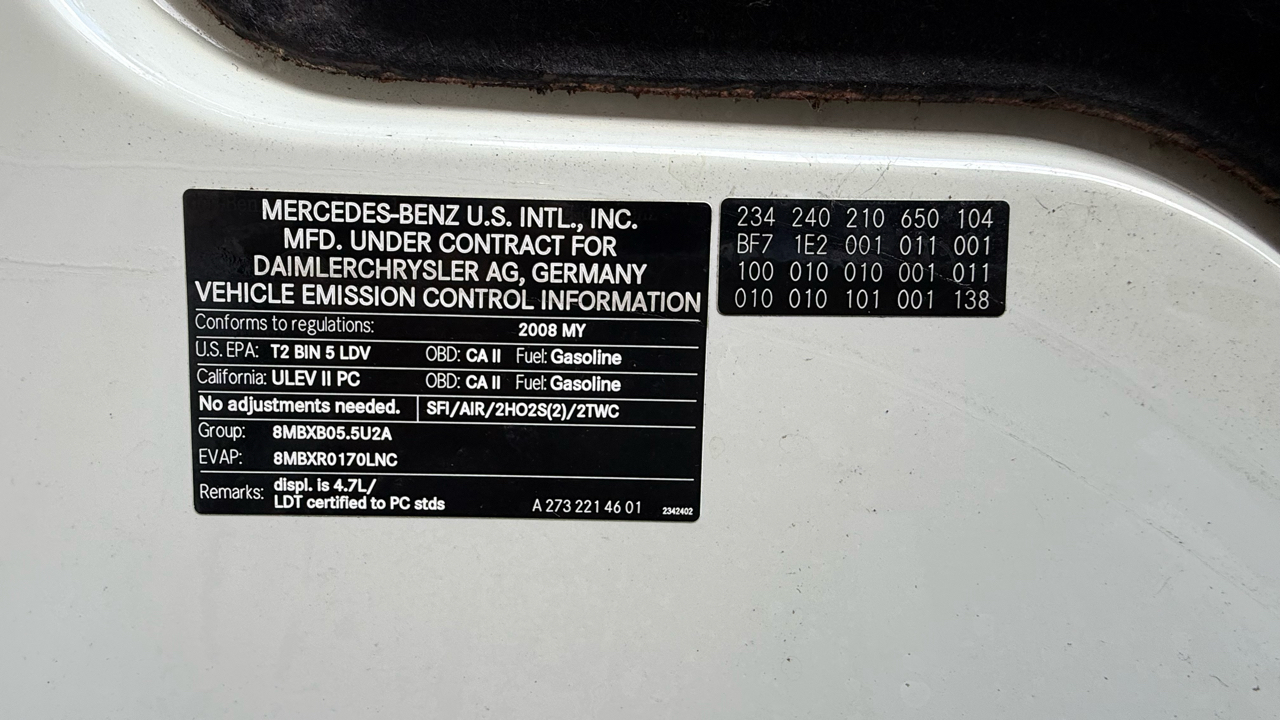 MERCEDES-BENZ U.S. INTL., INC.
MFD. UNDER CONTRACT FOR
DAIMLERCHRYSLER AG, GERMANY
VEHICLE EMISSION CONTROL INFORMATION
Conforms to regulations: 2008 MY
U.S. EPA: T2 BIN 5 LDV OBD: CA II Fuel: Gasoline
California: ULEV II PC OBD: CA II Fuel: Gasoline
No adjustments needed. SFI/AIR/2HO2S(2)/2TWC
Group: 8MBXB05.5U2A
EVAP: 8MBXR0170LNC
Remarks: displ. is 4.7L/
LDT certified to PC stds
A 273 221 46 01 2342402
234 240 210 650 104
BF7 1E2 001 011 001
100 010 010 001 011
010 010 101 001 138